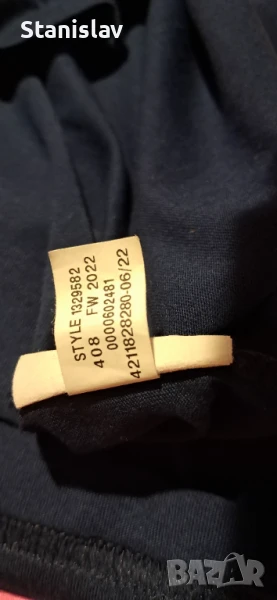 Stanislav
STYLE 1329582
FW 2022
408
0000602481
4211828280-06/22
BAZAR